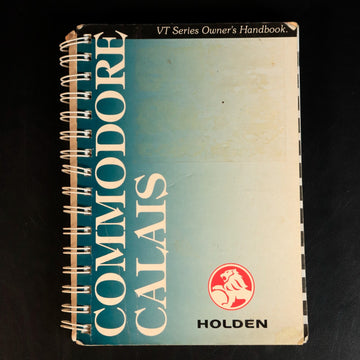 VT Series Owner's Handbook.
COMMODORE
CALAIS
HOLDEN